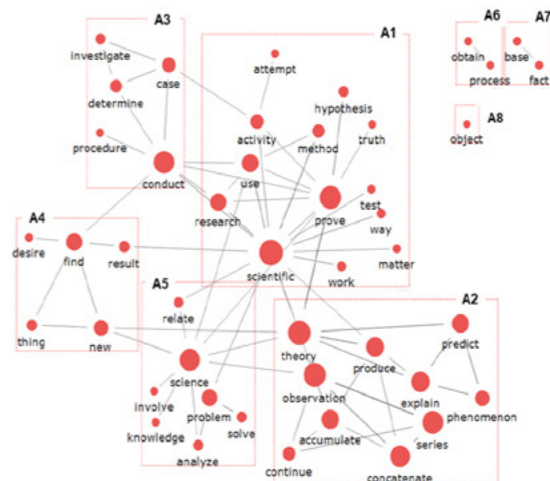 A3
A1
A6
A7
investigate
case
attempt
obtain
base
process
fact
determine
hypothesis
A8
object
procedure
activity
method
truth
conduct
use
A4
research
prove
test
way
desire
find
result
scientific
matter
work
A5
A2
relate
thing
new
theory
predict
science
produce
involve
problem
observation
explain
phenomenon
knowledge
solve
accumulate
series
analyze
continue
concatenate